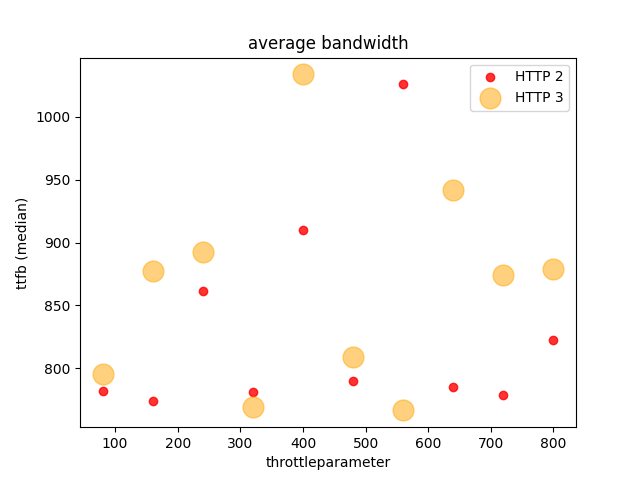 average bandwidth
HTTP 2
HTTP 3
1000
950
900
850
800
ttfb (median)
100 200 300 400 500 600 700 800
throttleparameter